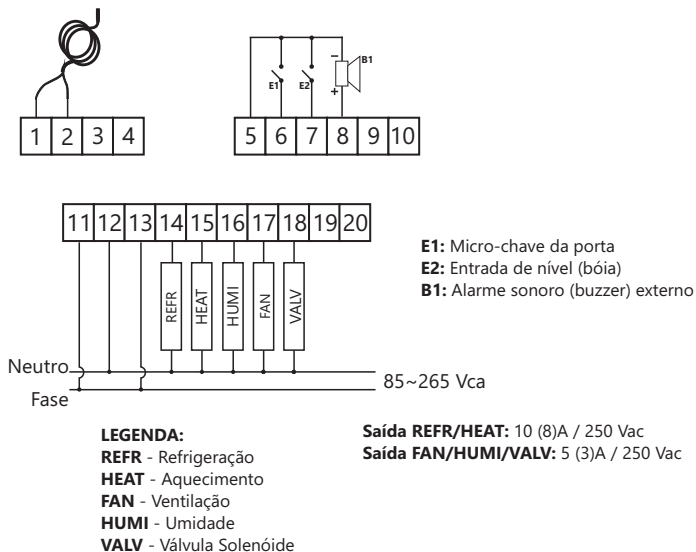 B1
E1
E2
1 2 3 4
5 6 7 8 9 10
11 12 13 14 15 16 17 18 19 20
REFR
HEAT
HUMI
FAN
VALV
E1: Micro-chave da porta
E2: Entrada de nível (bóia)
B1: Alarme sonoro (buzzer) externo
Neutro
Fase
85~265 Vca
LEGENDA:
REFR - Refrigeração
HEAT - Aquecimento
FAN - Ventilação
HUMI - Umidade
VALV - Válvula Solenóide
Saída REFR/HEAT: 10 (8)A / 250 Vac
Saída FAN/HUMI/VALV: 5 (3)A / 250 Vac